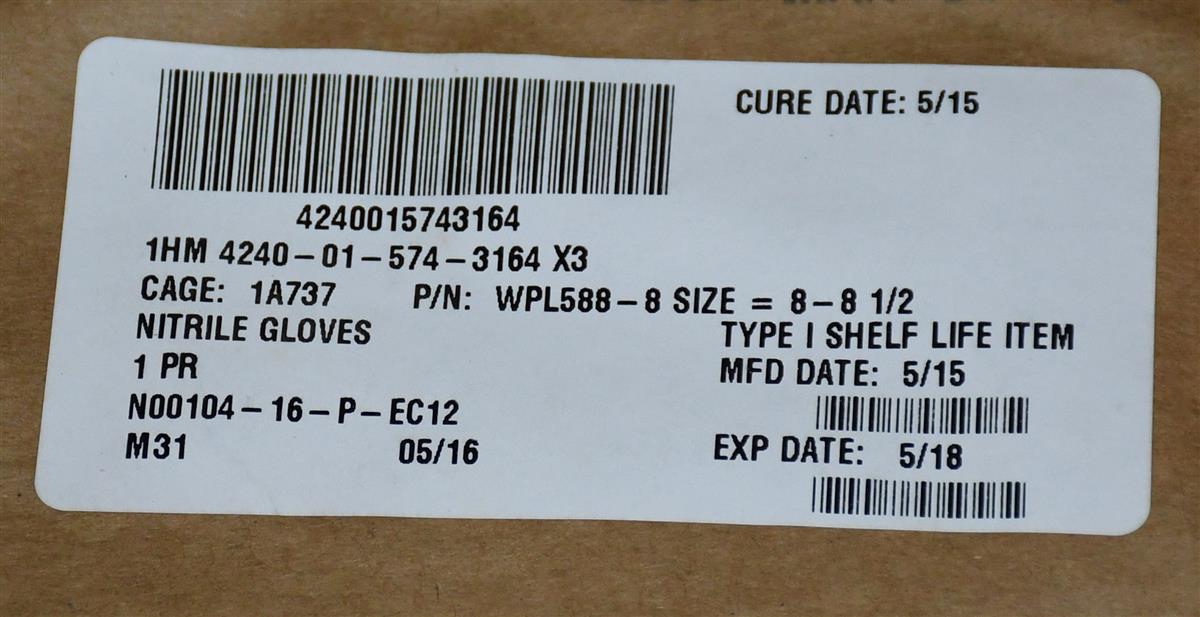 CURE DATE: 5/15
4240015743164
1HM 4240-01-574-3164 X3
CAGE: 1A737 P/N: WPL588-8 SIZE = 8-8 1/2
NITRILE GLOVES TYPE I SHELF LIFE ITEM
1 PR MFD DATE: 5/15
N00104-16-P-EC12
M31 05/16 EXP DATE: 5/18